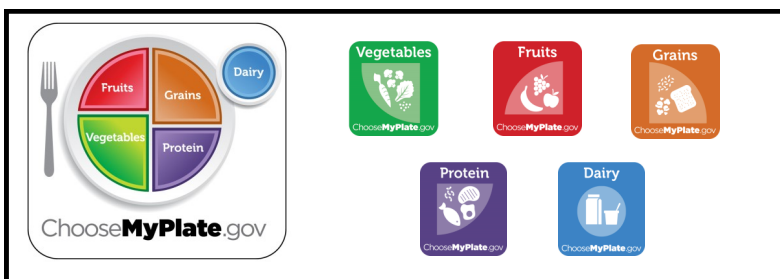 Fruits
Grains
Dairy
Vegetables
Protein
ChooseMyPlate.gov
Vegetables
ChooseMyPlate.gov
Fruits
ChooseMyPlate.gov
Grains
ChooseMyPlate.gov
Protein
ChooseMyPlate.gov
Dairy
ChooseMyPlate.gov